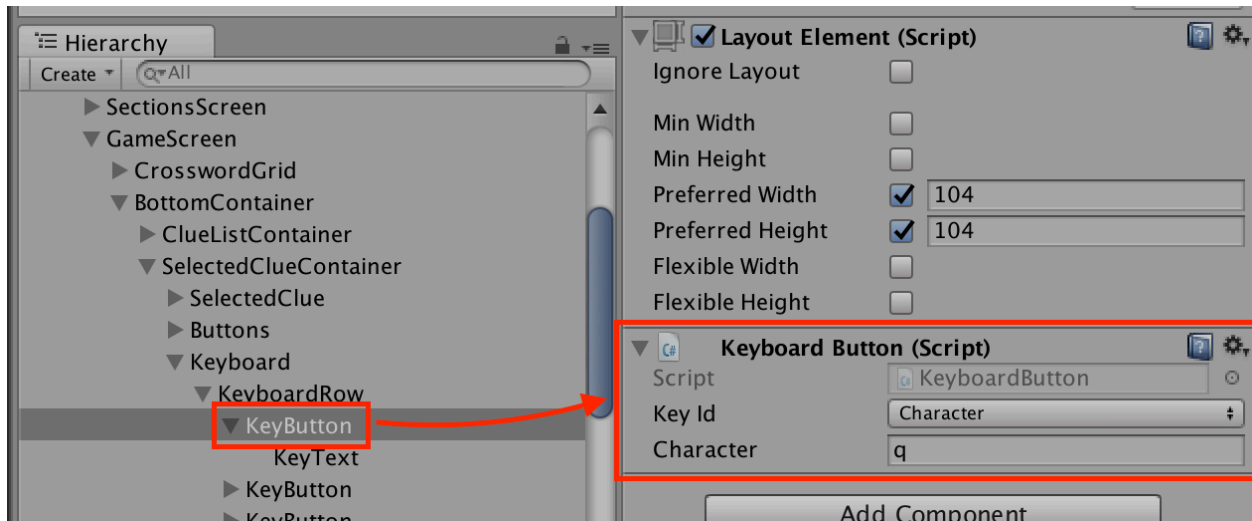 Hierarchy
Create
All
SectionsScreen
GameScreen
CrosswordGrid
BottomContainer
ClueListContainer
SelectedClueContainer
SelectedClue
Buttons
Keyboard
KeyboardRow
KeyButton
KeyText
KeyButton
KeyButton
Layout Element (Script)
Ignore Layout
Min Width
Min Height
Preferred Width 104
Preferred Height 104
Flexible Width
Flexible Height
C# Keyboard Button (Script)
Script KeyboardButton
Key Id Character
Character q
Add Component